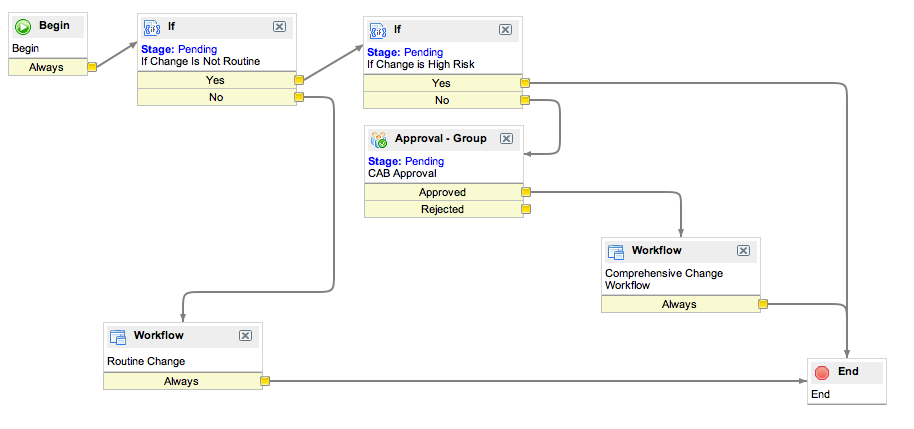 Begin
Begin
Always
If
Stage: Pending
If Change Is Not Routine
Yes
No
If
Stage: Pending
If Change is High Risk
Yes
No
Approval - Group
Stage: Pending
CAB Approval
Approved
Rejected
Workflow
Comprehensive Change
Workflow
Always
Workflow
Routine Change
Always
End
End